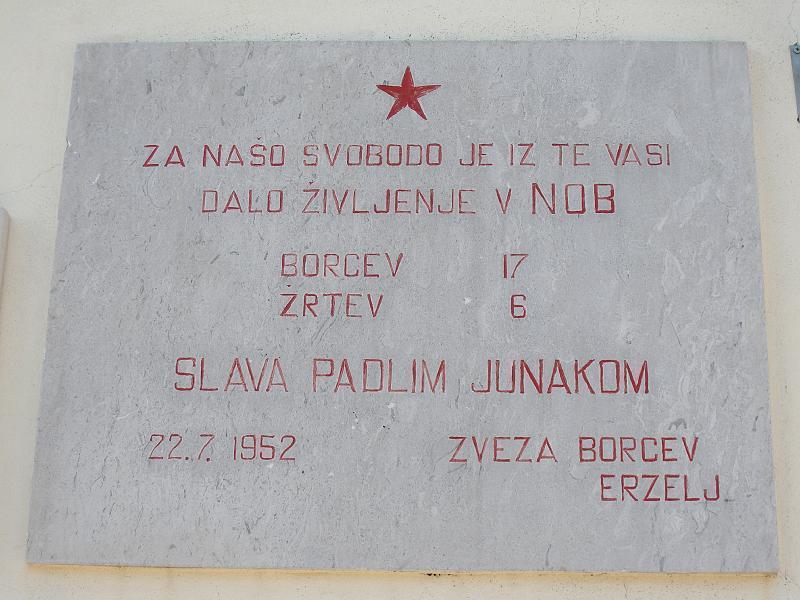 ZA NAŠO SVOBODO JE IZ TE VASI
DALO ŽIVLJENJE V NOB
BORCEV 17
ŽRTEV 6
SLAVA PADLIM JUNAKOM
22.7. 1952 ZVEZA BORCEV
ERZELJ